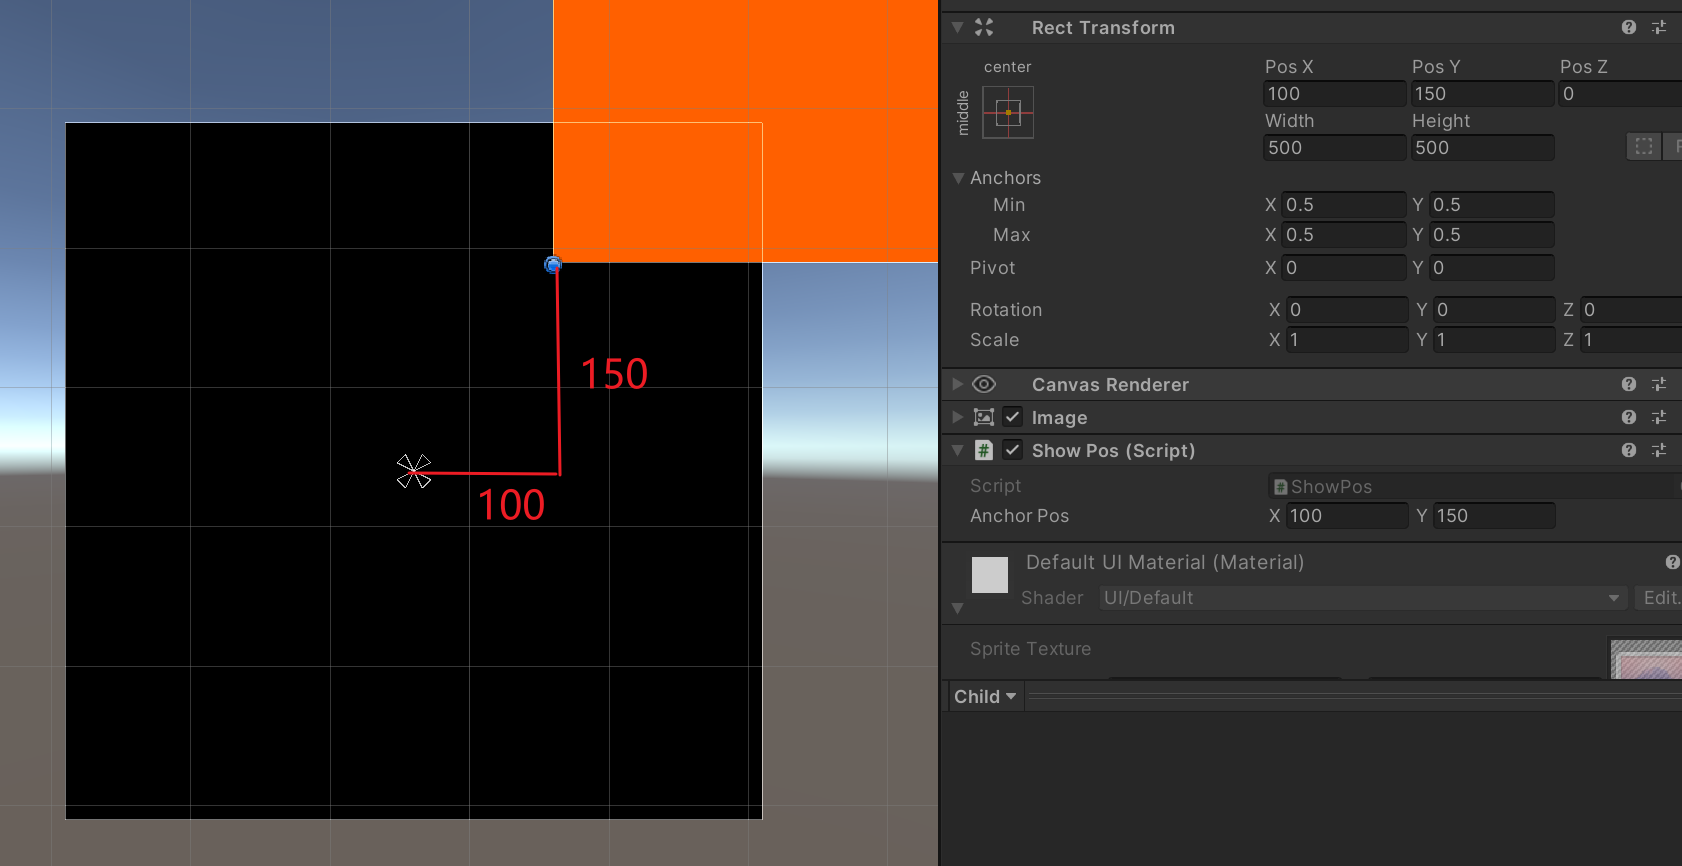 150
100
Rect Transform
center
middle
Pos X Pos Y Pos Z
100 150 0
Width Height
500 500
Anchors
Min X 0.5 Y 0.5
Max X 0.5 Y 0.5
Pivot X 0 Y 0
Rotation X 0 Y 0 Z 0
Scale X 1 Y 1 Z 1
Canvas Renderer
Image
# Show Pos (Script)
Script # ShowPos
Anchor Pos X 100 Y 150
Default UI Material (Material)
Shader UI/Default Edit.
Sprite Texture
Child